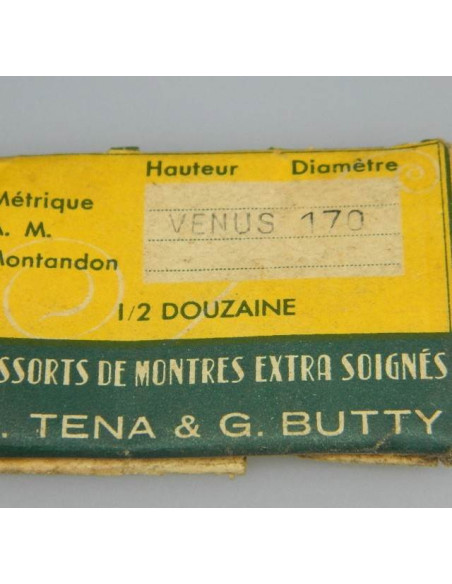 Hauteur Diamètre
Métrique
A. M.
VENUS 170
Montandon
1/2 DOUZAINE
SSORTS DE MONTRES EXTRA SOIGNÉS
. TENA & G. BUTTY